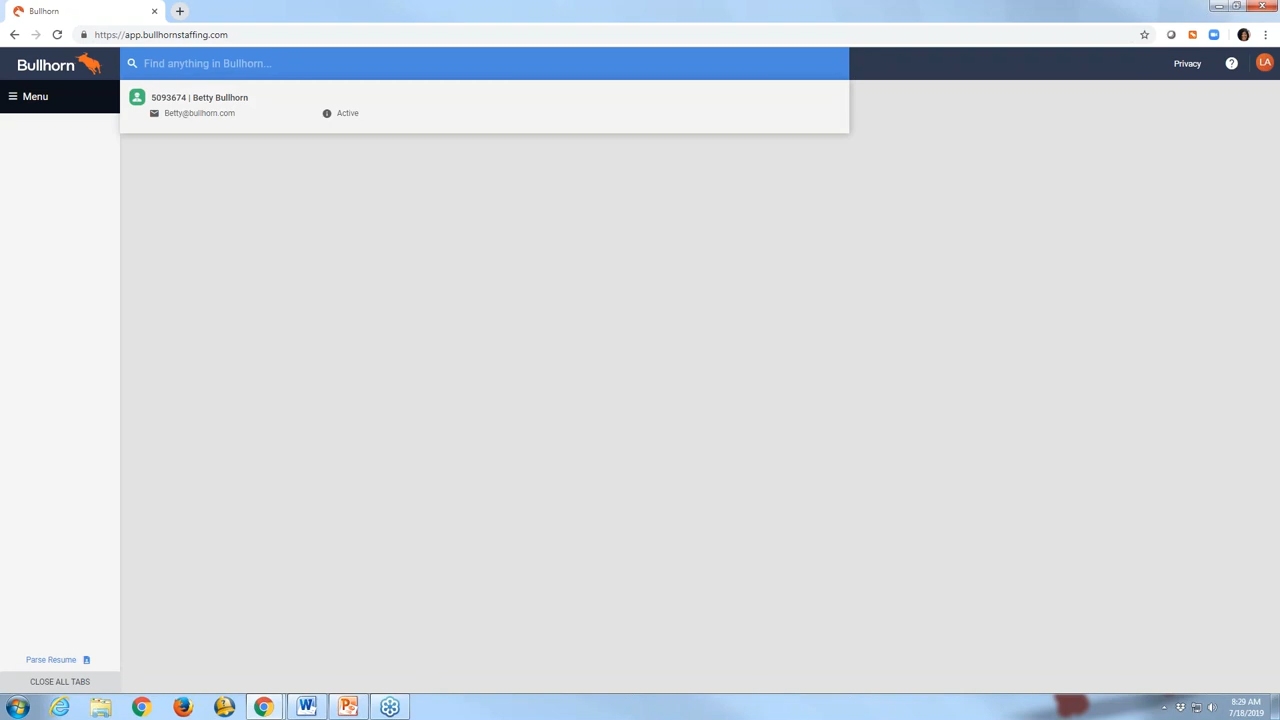 Bullhorn
https://app.bullhornstaffing.com
Bullhorn
Find anything in Bullhorn...
Privacy
LA
Menu
5093674 | Betty Bullhorn
Betty@bullhorn.com
Active
Parse Resume
CLOSE ALL TABS
8:29 AM
7/18/2019